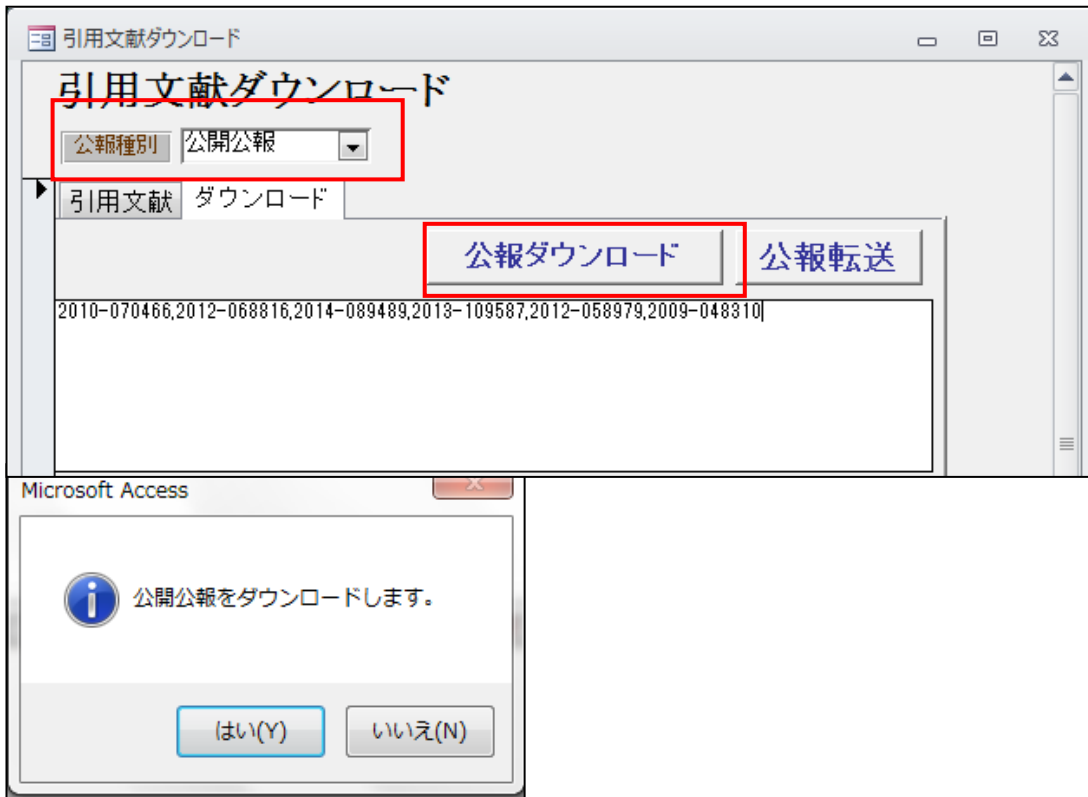 引用文献ダウンロード
引用文献ダウンロード
公報種別 公開公報
引用文献 ダウンロード
公報ダウンロード 公報転送
2010-070466,2012-068816,2014-089489,2013-109587,2012-058979,2009-048310
Microsoft Access
公開公報をダウンロードします。
はい(Y) いいえ(N)